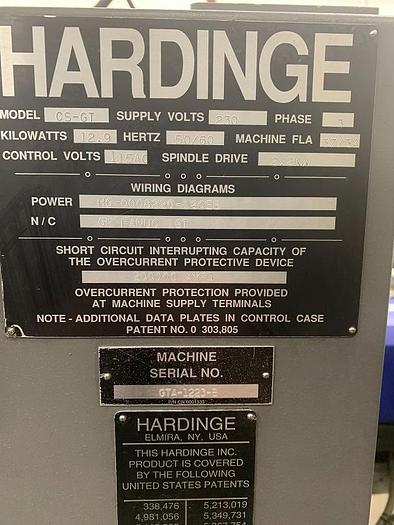 HARDINGE
MODEL CS-GT SUPPLY VOLTS 230 PHASE 3
KILOWATTS 12.9 HERTZ 50/60 MACHINE FLA
CONTROL VOLTS 115AC SPINDLE DRIVE
WIRING DIAGRAMS
POWER
N/C GE FANUC
SHORT CIRCUIT INTERRUPTING CAPACITY OF
THE OVERCURRENT PROTECTIVE DEVICE
OVERCURRENT PROTECTION PROVIDED
AT MACHINE SUPPLY TERMINALS
NOTE - ADDITIONAL DATA PLATES IN CONTROL CASE
PATENT NO. 0 303,805
MACHINE
SERIAL NO.
GTA-1223-B
HARDINGE
ELMIRA, NY, USA
THIS HARDINGE INC.
PRODUCT IS COVERED
BY THE FOLLOWING
UNITED STATES PATENTS
338,476 5,213,019
4,981,056 5,349,731